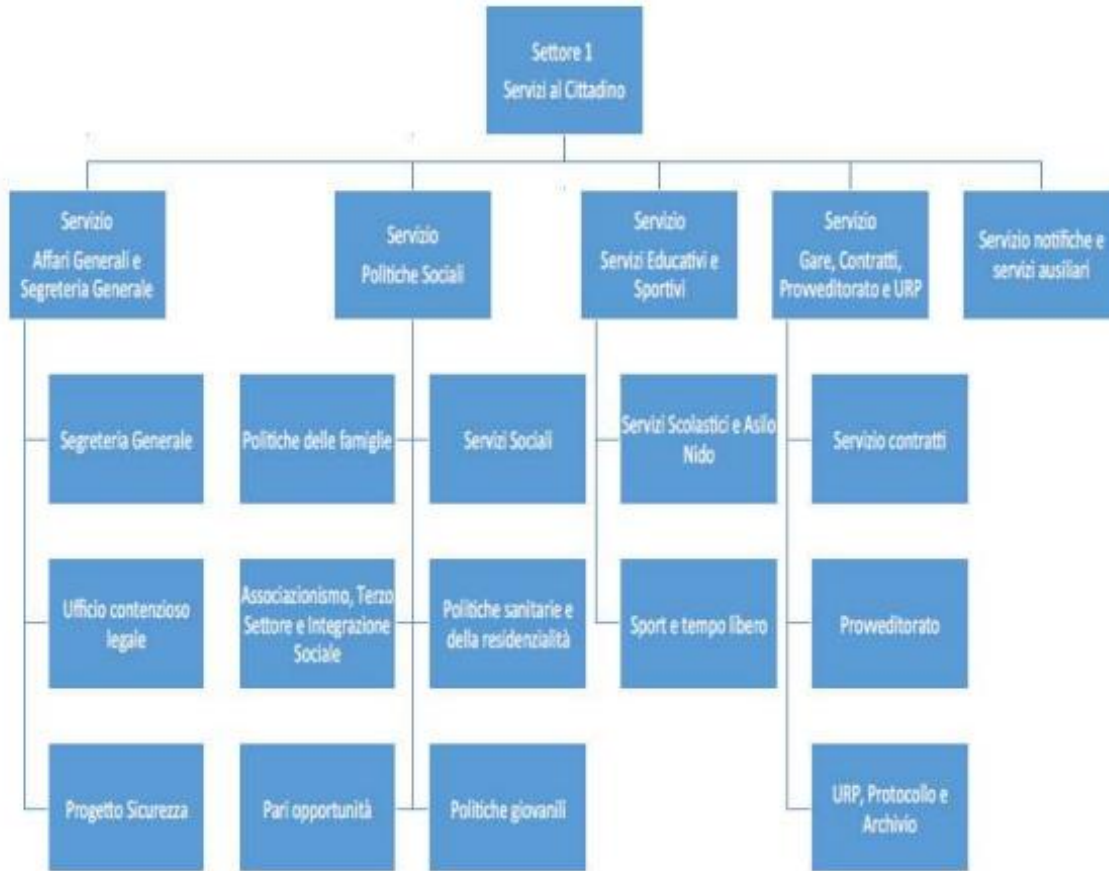 Settore 1
Servizi al Cittadino
Servizio
Affari Generali e
Segreteria Generale
Servizio
Politiche Sociali
Servizio
Servizi Educativi e
Sportivi
Servizio
Gare, Contratti,
Provveditorato e URP
Servizio notifiche e
servizi ausiliari
Segreteria Generale
Politiche delle famiglie
Servizi Sociali
Servizi Scolastici e Asilo
Nido
Servizio contratti
Ufficio contenzioso
legale
Associazionismo, Terzo
Settore e Integrazione
Sociale
Politiche sanitarie e
della residenzialità
Sport e tempo libero
Provveditorato
Progetto Sicurezza
Pari opportunità
Politiche giovanili
URP, Protocollo e
Archivio